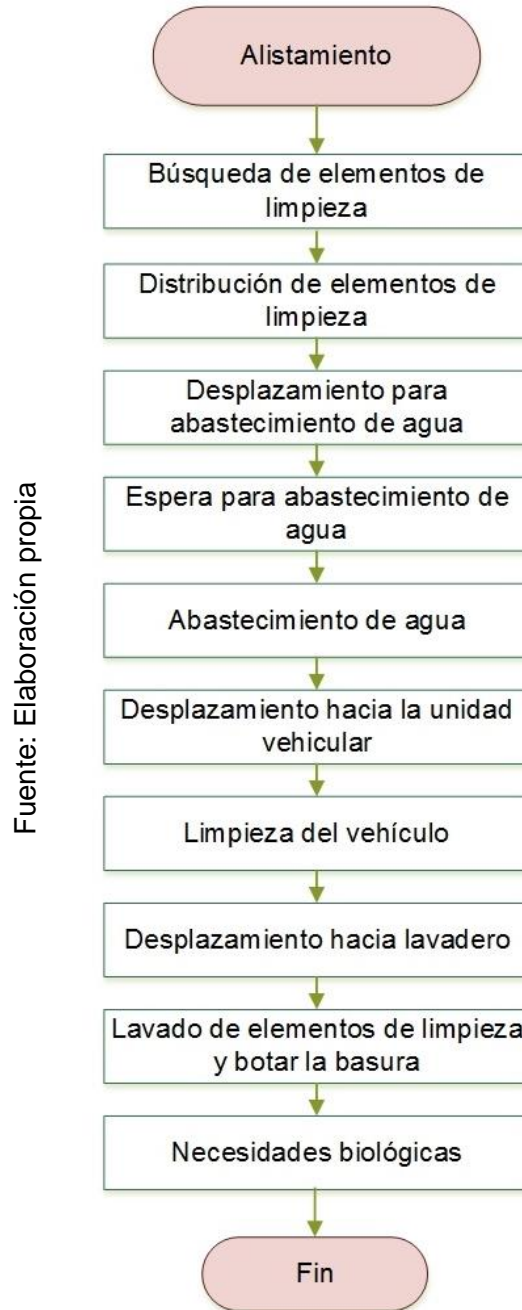 Alistamiento
Búsqueda de elementos de
limpieza
Distribución de elementos de
limpieza
Desplazamiento para
abastecimiento de agua
Espera para abastecimiento de
agua
Abastecimiento de agua
Desplazamiento hacia la unidad
vehicular
Limpieza del vehículo
Desplazamiento hacia lavadero
Lavado de elementos de limpieza
y botar la basura
Necesidades biológicas
Fin
Fuente: Elaboración propia